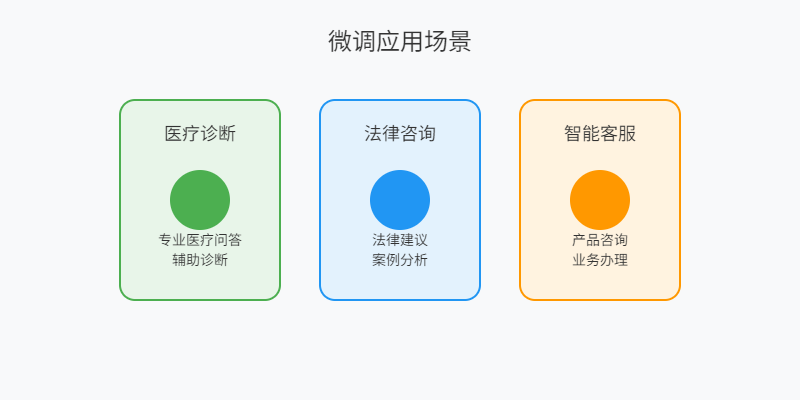 微调应用场景
医疗诊断
专业医疗问答
辅助诊断
法律咨询
法律建议
案例分析
智能客服
产品咨询
业务办理